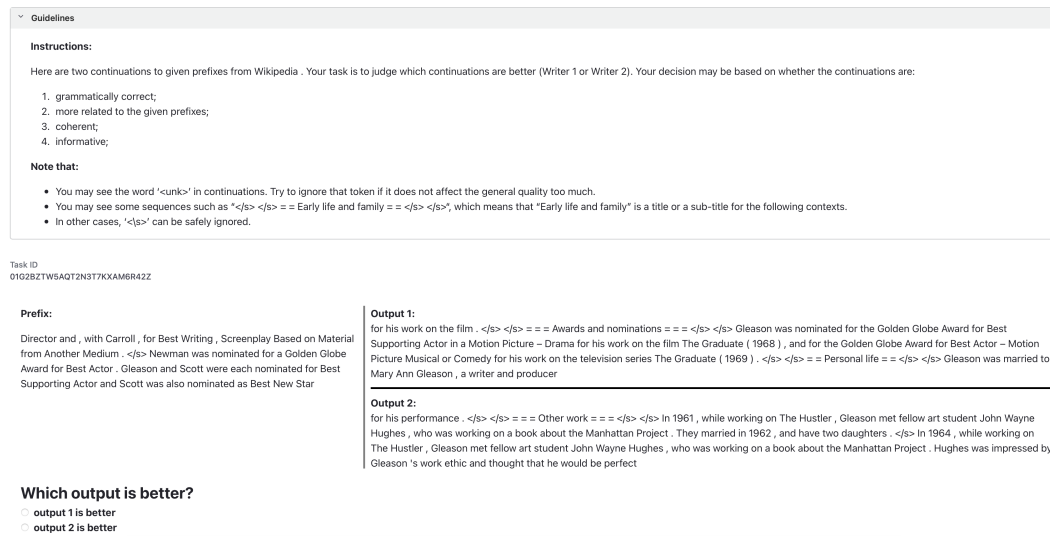 Guidelines
Instructions:
Here are two continuations to given prefixes from Wikipedia . Your task is to judge which continuations are better (Writer 1 or Writer 2). Your decision may be based on whether the continuations are:
1. grammatically correct;
2. more related to the given prefixes;
3. coherent;
4. informative;
Note that:
• You may see the word ‘<unk>’ in continuations. Try to ignore that token if it does not affect the general quality too much.
• You may see some sequences such as “</s> </s> = = Early life and family = = </s> </s>“, which means that “Early life and family” is a title or a sub-title for the following contexts.
• In other cases, ‘<\s>’ can be safely ignored.
Task ID
01G2BZTW5AQT2N3T7KXAM6R42Z
Prefix:
Director and , with Carroll , for Best Writing , Screenplay Based on Material
from Another Medium . </s> Newman was nominated for a Golden Globe
Award for Best Actor . Gleason and Scott were each nominated for Best
Supporting Actor and Scott was also nominated as Best New Star
Output 1:
for his work on the film . </s> </s> = = = Awards and nominations = = = </s> </s> Gleason was nominated for the Golden Globe Award for Best
Supporting Actor in a Motion Picture – Drama for his work on the film The Graduate ( 1968 ) , and for the Golden Globe Award for Best Actor – Motion
Picture Musical or Comedy for his work on the television series The Graduate ( 1969 ) . </s> </s> = = Personal life = = </s> </s> Gleason was married to
Mary Ann Gleason , a writer and producer
Output 2:
for his performance . </s> </s> = = = Other work = = = </s> </s> In 1961 , while working on The Hustler , Gleason met fellow art student John Wayne
Hughes , who was working on a book about the Manhattan Project . They married in 1962 , and have two daughters . </s> In 1964 , while working on
The Hustler , Gleason met fellow art student John Wayne Hughes , who was working on a book about the Manhattan Project . Hughes was impressed by
Gleason 's work ethic and thought that he would be perfect
Which output is better?
output 1 is better
output 2 is better